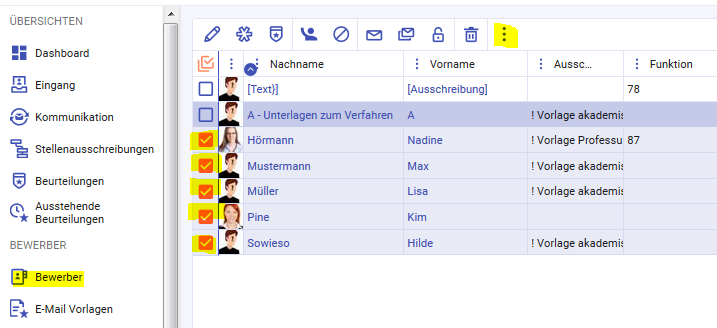 ÜBERSICHTEN
Dashboard
Eingang
Kommunikation
Stellenausschreibungen
Beurteilungen
Ausstehende
Beurteilungen
BEWERBER
Bewerber
E-Mail Vorlagen
Nachname Vorname Aussc... Funktion
[Text}] [Ausschreibung] 78
A - Unterlagen zum Verfahren A ! Vorlage akademis
Hörmann Nadine ! Vorlage Professu 87
Mustermann Max ! Vorlage akademis
Müller Lisa ! Vorlage akademis
Pine Kim
Sowieso Hilde ! Vorlage akademis